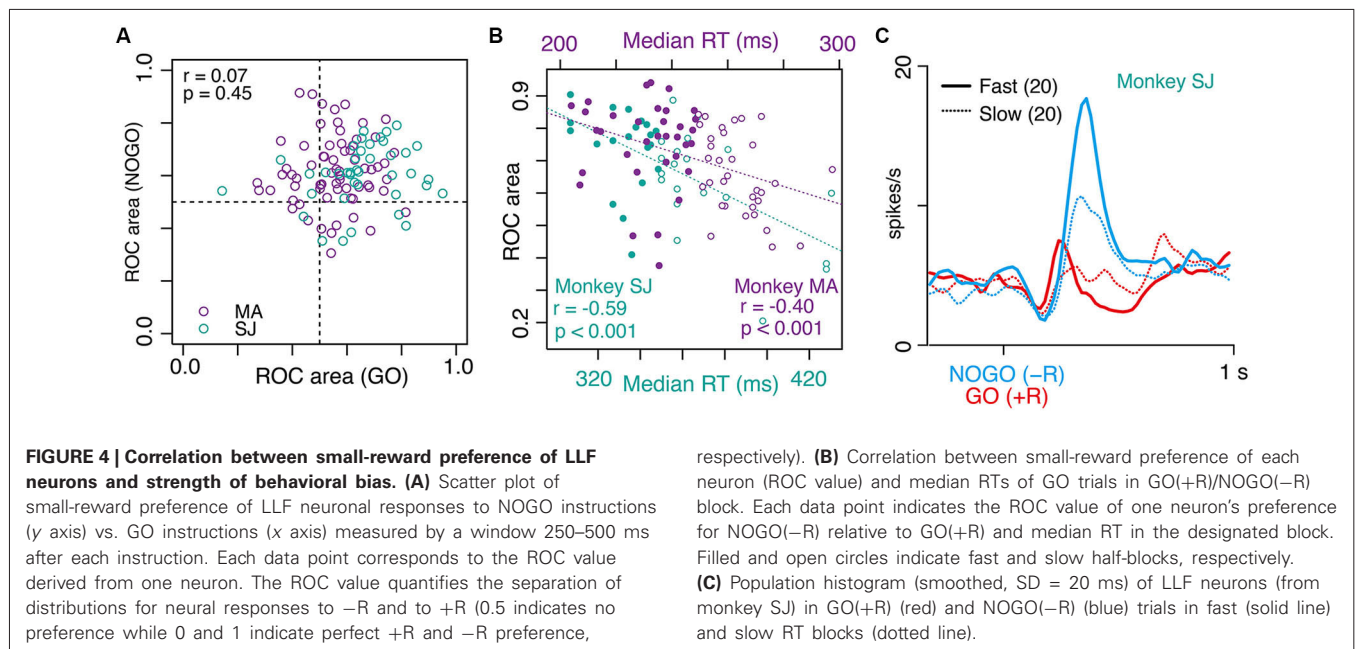 A
1.0
r = 0.07
p = 0.45
ROC area (NOGO)
0.0
MA
SJ
0.0
ROC area (GO)
1.0
B
200
Median RT (ms)
300
0.9
ROC area
0.2
Monkey SJ
r = -0.59
p < 0.001
Monkey MA
r = -0.40
p < 0.001
320
Median RT (ms)
420
C
20
spikes/s
0
Fast (20)
Slow (20)
Monkey SJ
NOGO (−R)
GO (+R)
1 s
FIGURE 4 | Correlation between small-reward preference of LLF
neurons and strength of behavioral bias. (A) Scatter plot of
small-reward preference of LLF neuronal responses to NOGO instructions
(y axis) vs. GO instructions (x axis) measured by a window 250–500 ms
after each instruction. Each data point corresponds to the ROC value
derived from one neuron. The ROC value quantifies the separation of
distributions for neural responses to −R and to +R (0.5 indicates no
preference while 0 and 1 indicate perfect +R and −R preference,
respectively). (B) Correlation between small-reward preference of each
neuron (ROC value) and median RTs of GO trials in GO(+R)/NOGO(−R)
block. Each data point indicates the ROC value of one neuron's preference
for NOGO(−R) relative to GO(+R) and median RT in the designated block.
Filled and open circles indicate fast and slow half-blocks, respectively.
(C) Population histogram (smoothed, SD = 20 ms) of LLF neurons (from
monkey SJ) in GO(+R) (red) and NOGO(−R) (blue) trials in fast (solid line)
and slow RT blocks (dotted line).